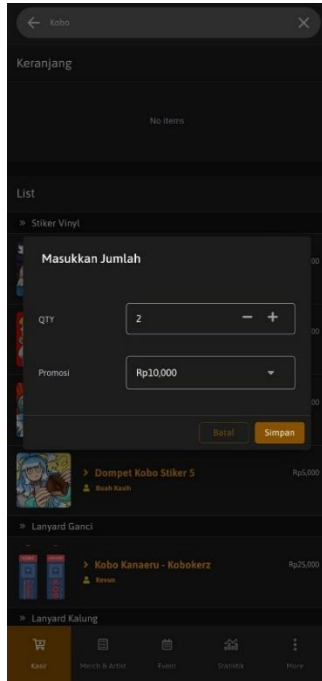 Kobo
Keranjang
No items
List
» Stiker Vinyl
Masukkan Jumlah
QTY
2
Promosi
Rp10,000
Batal
Simpan
Dompet Kobo Stiker 5
Rp5,000
Buah Kasih
» Lanyard Ganci
Kobo Kanaeru - Kobokerz
Rp25,000
» Lanyard Kalung
Kasir
Merch & Artist
Event
Statistik
More